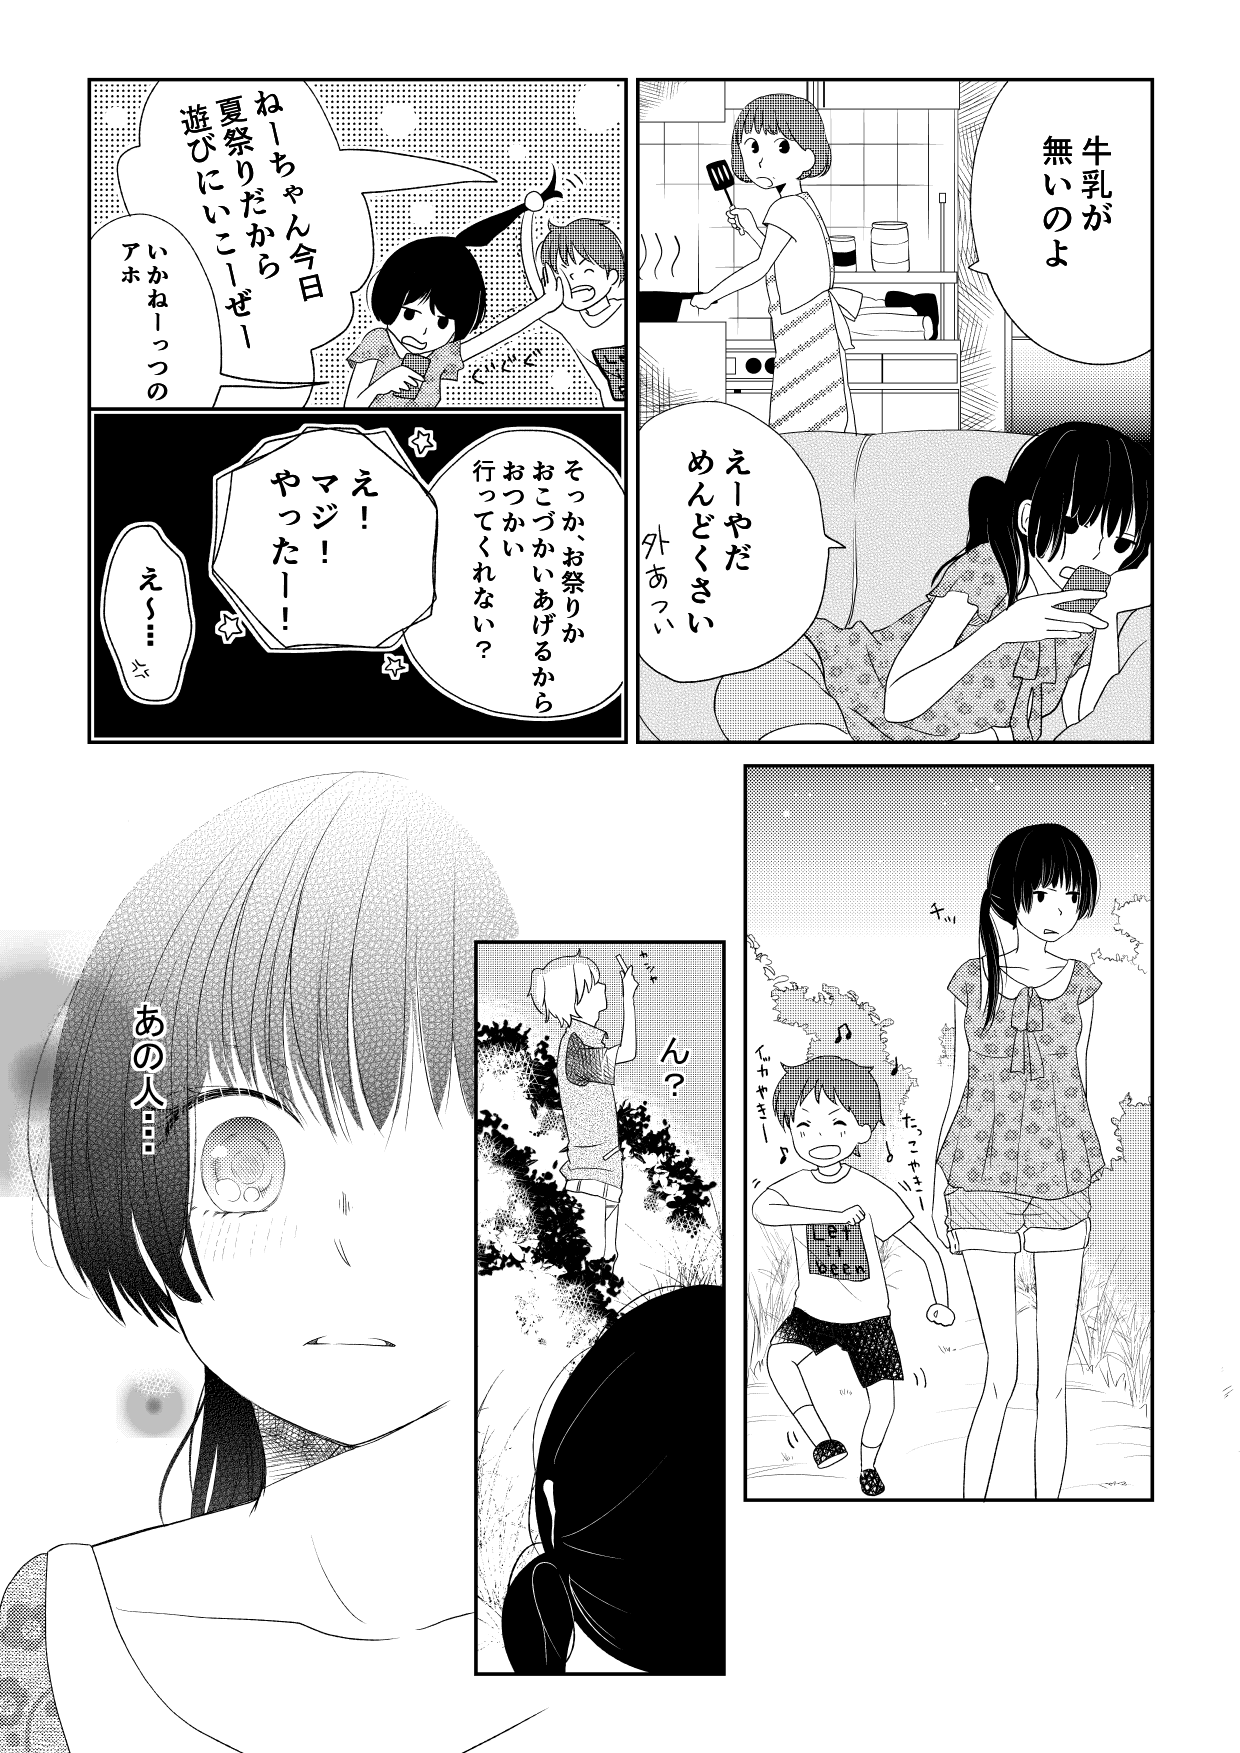 牛乳が
無いのよ
えーやだ
めんどくさい
外あつい
ねーちゃん今日
夏祭りだから
遊びにいこーぜー
いかねーっつの
アホ
ぐぐぐ
そっか、お祭りか
おこづかいあげるから
おつかい
行ってくれない?
え!
マジ!
やったー!
え〜…
チッ
たっこやきー
イカやきー
Let
it
been
ん?
あの人…